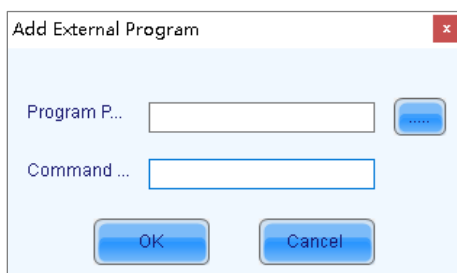 Add External Program
x
Program P...
.....
Command ...
OK
Cancel